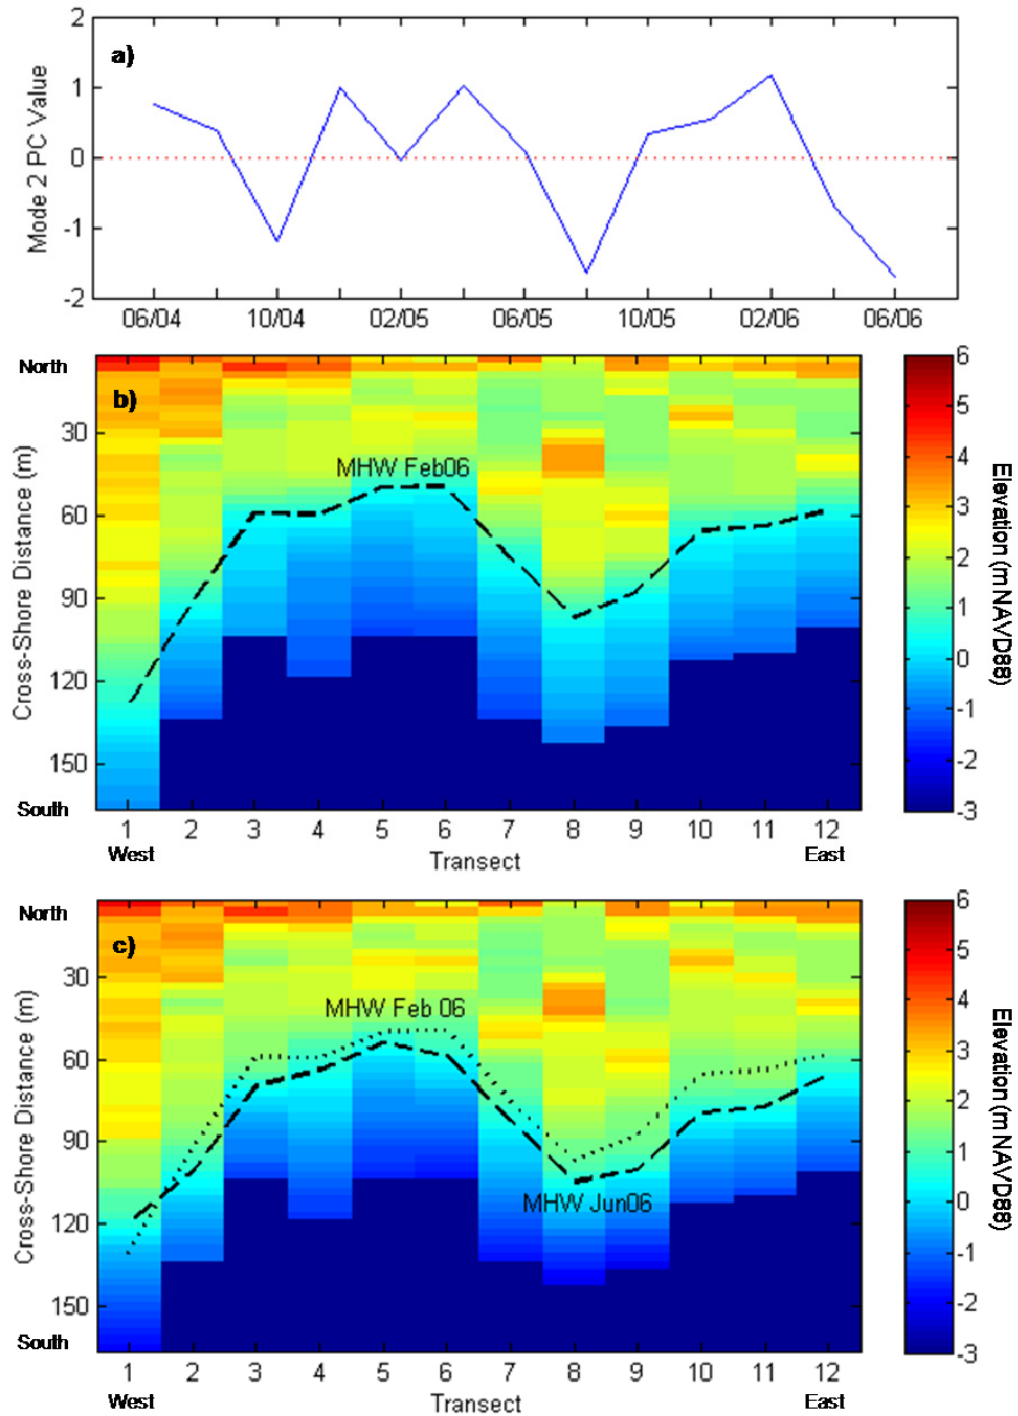 a)
Mode 2 PC Value
2
1
0
-1
-2
06/04 10/04 02/05 06/05 10/05 02/06 06/06
b)
North
30
60
90
120
150
South
Cross-Shore Distance (m)
MHW Feb06
1 2 3 4 5 6 7 8 9 10 11 12
West East
Transect
6
5
4
3
2
1
0
-1
-2
-3
Elevation (mNAVD88)
c)
North
30
60
90
120
150
South
Cross-Shore Distance (m)
MHW Feb 06
MHW Jun06
1 2 3 4 5 6 7 8 9 10 11 12
West East
Transect
6
5
4
3
2
1
0
-1
-2
-3
Elevation (mNAVD88)